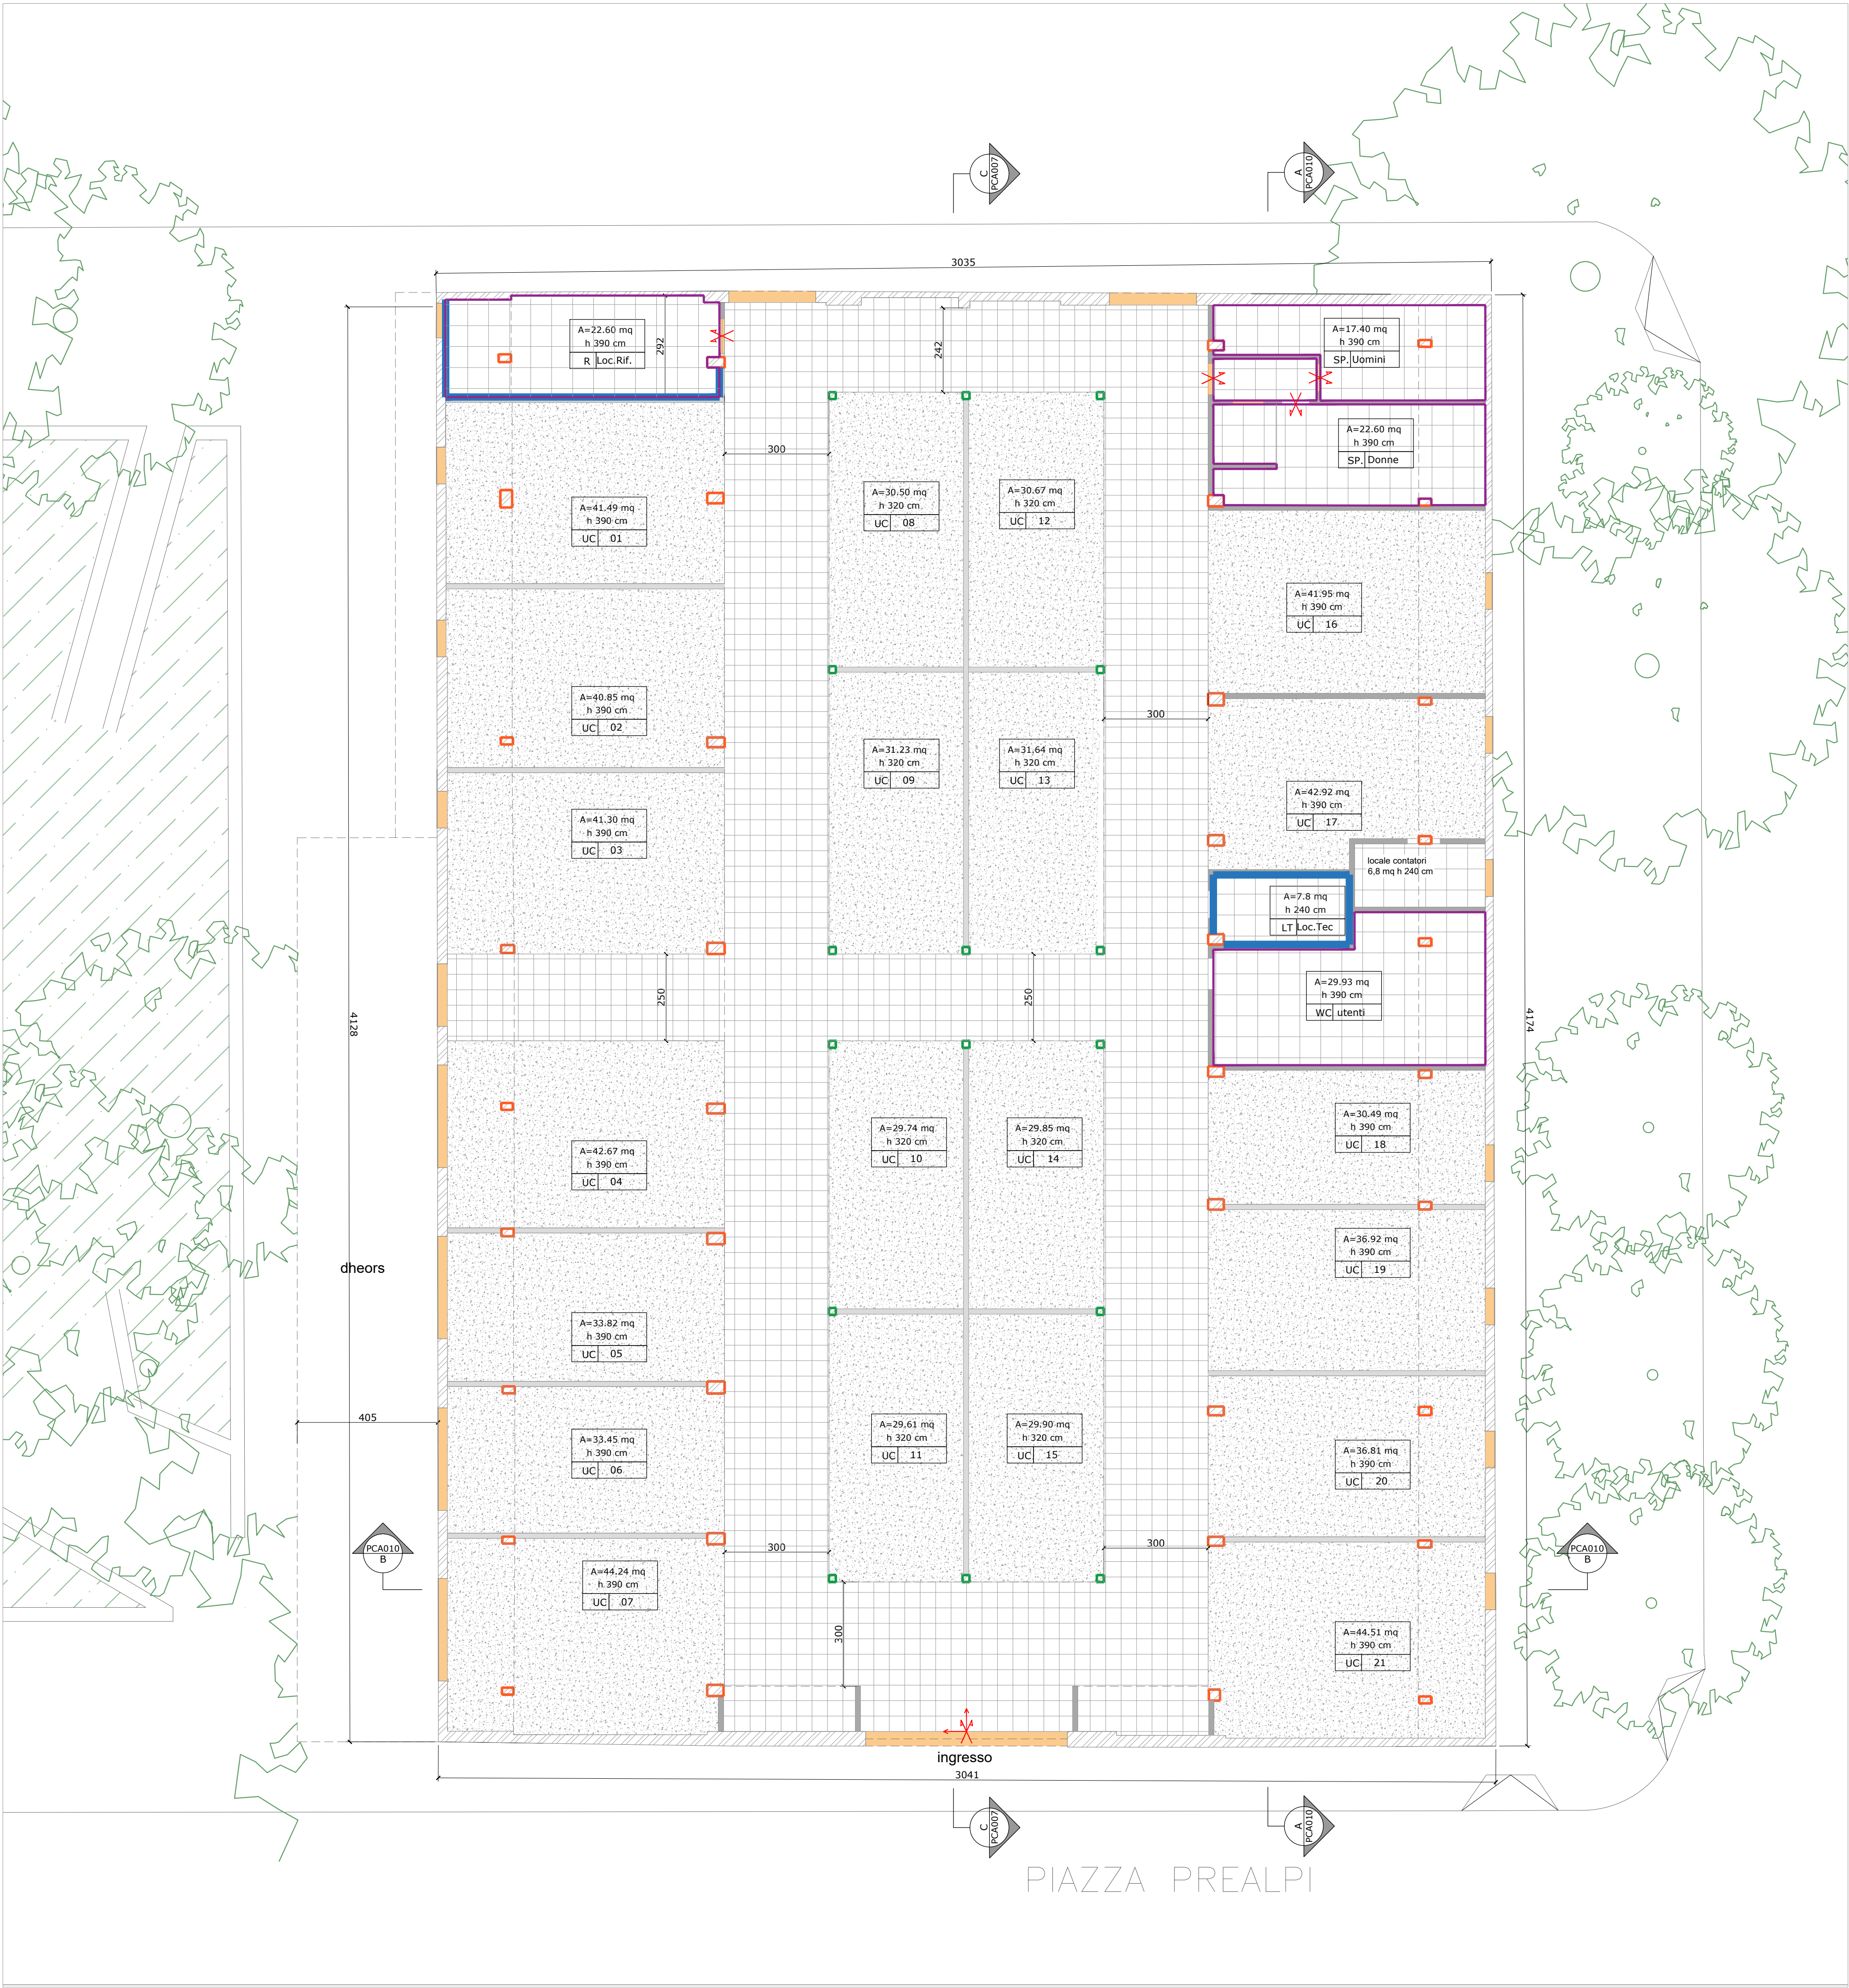 C
PCA007
A
PCA010
3035
A=22.60 mq
h 390 cm
R Loc.Rif.
292
242
A=17.40 mq
h 390 cm
SP. Uomini
A=22.60 mq
h 390 cm
SP. Donne
300
A=41.49 mq
h 390 cm
UC 01
A=30.50 mq
h 320 cm
UC 08
A=30.67 mq
h 320 cm
UC 12
A=41.95 mq
h 390 cm
UC 16
A=40.85 mq
h 390 cm
UC 02
300
A=31.23 mq
h 320 cm
UC 09
A=31.64 mq
h 320 cm
UC 13
A=42.92 mq
h 390 cm
UC 17
A=41.30 mq
h 390 cm
UC 03
locale contatori
6,8 mq h 240 cm
A=7.8 mq
h 240 cm
LT Loc.Tec
250
250
A=29.93 mq
h 390 cm
WC utenti
4128
4174
A=42.67 mq
h 390 cm
UC 04
A=29.74 mq
h 320 cm
UC 10
A=29.85 mq
h 320 cm
UC 14
A=30.49 mq
h 390 cm
UC 18
dheors
A=36.92 mq
h 390 cm
UC 19
A=33.82 mq
h 390 cm
UC 05
405
A=33.45 mq
h 390 cm
UC 06
A=29.61 mq
h 320 cm
UC 11
A=29.90 mq
h 320 cm
UC 15
A=36.81 mq
h 390 cm
UC 20
PCA010
B
300
300
PCA010
B
A=44.24 mq
h 390 cm
UC 07
300
A=44.51 mq
h 390 cm
UC 21
ingresso
3041
C
PCA007
A
PCA010
PIAZZA PREALPI